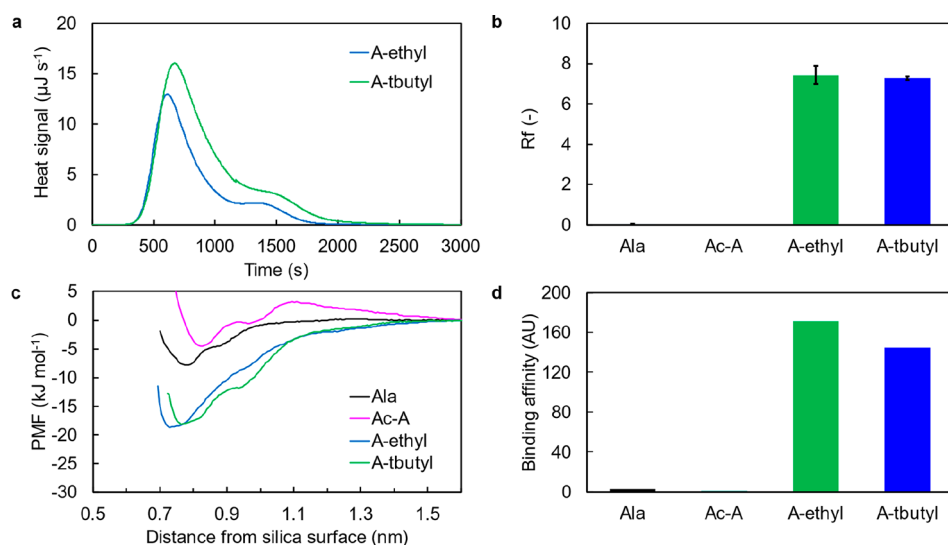 a
20
15
10
5
0
Heat signal (µJ s-1)
A-ethyl
A-tbutyl
0 500 1000 1500 2000 2500 3000
Time (s)
b
10
8
6
4
2
0
Rf (-)
Ala Ac-A A-ethyl A-tbutyl
c
5
0
-5
-10
-15
-20
-25
-30
PMF (kJ mol-1)
Ala
Ac-A
A-ethyl
A-tbutyl
0.5 0.7 0.9 1.1 1.3 1.5
Distance from silica surface (nm)
d
200
160
120
80
40
0
Binding affinity (AU)
Ala Ac-A A-ethyl A-tbutyl